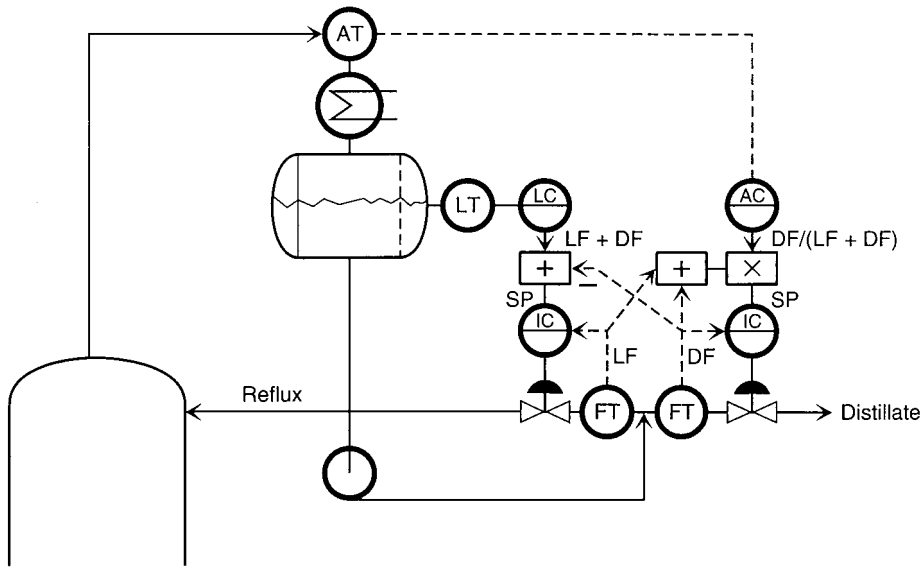 AT
LT
LC
AC
LF + DF
DF/(LF + DF)
+
+
×
−
SP
SP
IC
IC
LF
DF
Reflux
FT
FT
Distillate